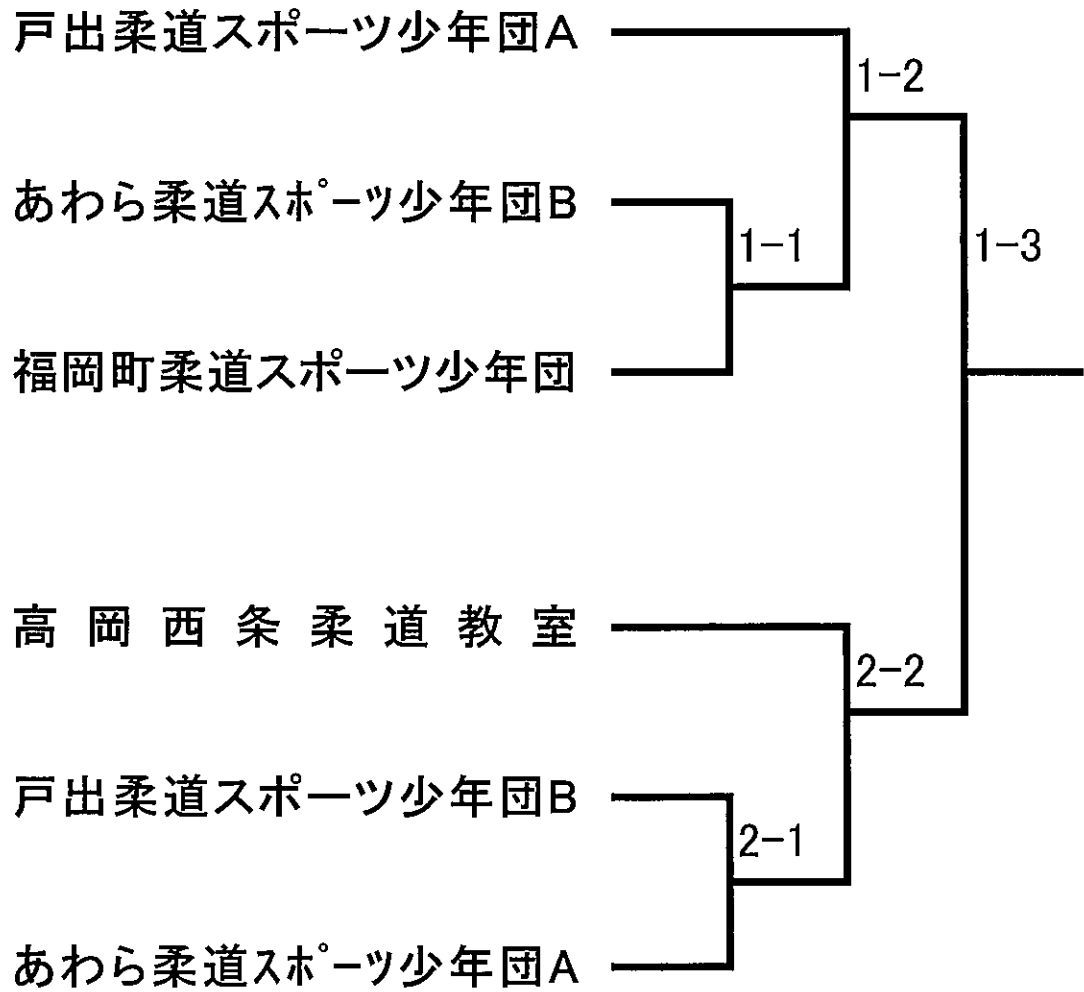 戸出柔道スポーツ少年団A
1-2
あわら柔道スポーツ少年団B
1-1
1-3
福岡町柔道スポーツ少年団
高岡西条柔道教室
2-2
戸出柔道スポーツ少年団B
2-1
あわら柔道スポーツ少年団A